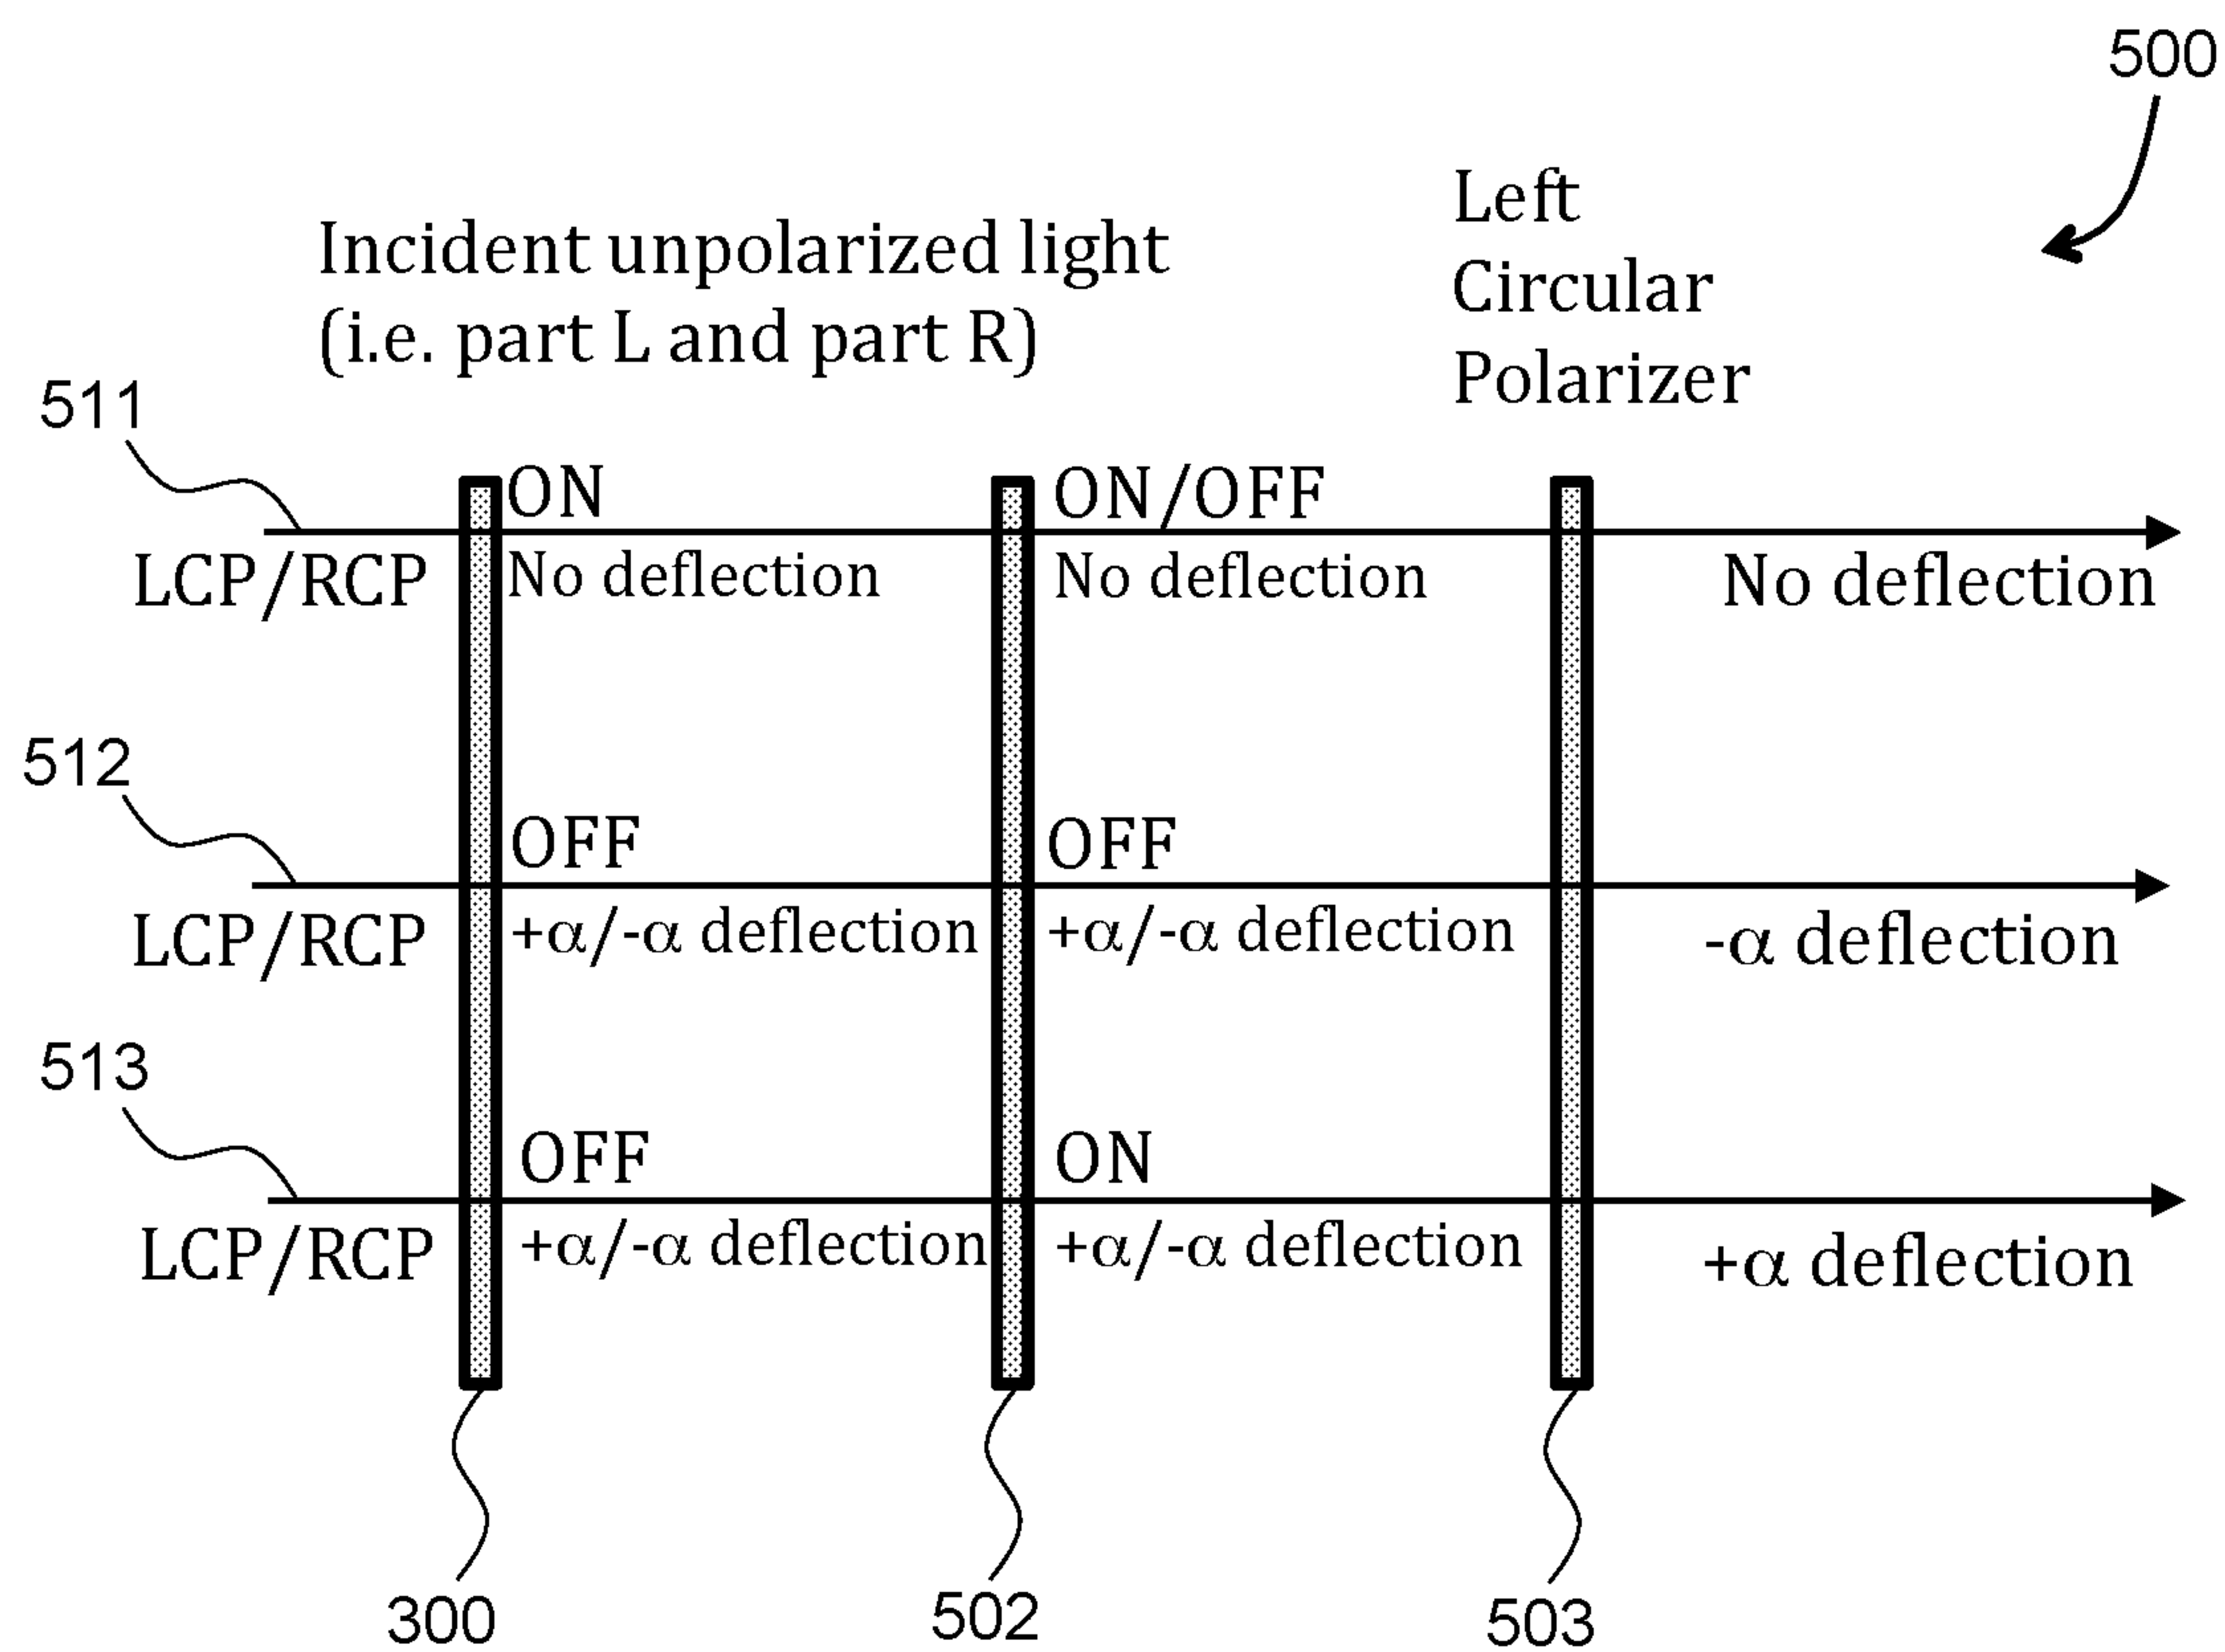 500
Incident unpolarized light
(i.e. part L and part R)
Left
Circular
Polarizer
511
ON
ON/OFF
LCP/RCP
No deflection
No deflection
No deflection
512
OFF
OFF
LCP/RCP
+α/-α deflection
+α/-α deflection
-α deflection
513
OFF
ON
LCP/RCP
+α/-α deflection
+α/-α deflection
+α deflection
300
502
503